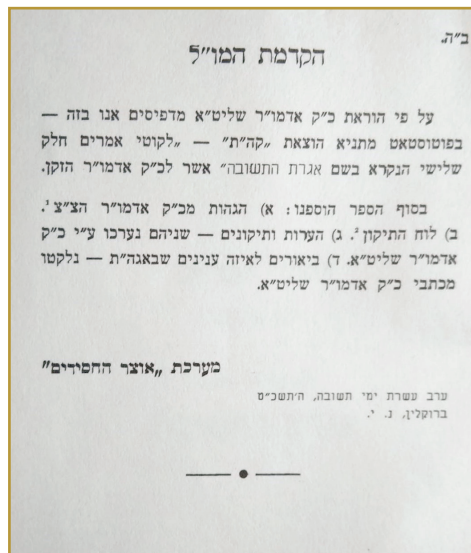 ב״ה.
הקדמת המו״ל
על פי הוראת כ״ק אדמו״ר שליט״א מדפיסים אנו בזה —
בפוטוסטאט מתניא הוצאת „קה״ת״ — „לקוטי אמרים חלק
שלישי הנקרא בשם אגרת התשובה״ אשר לכ״ק אדמו״ר הזקן.
בסוף הספר הוספנו: א) הגהות מכ״ק אדמו״ר הצ״צ¹.
ב) לוח התיקון². ג) הערות ותיקונים — שניהם נערכו ע״י כ״ק
אדמו״ר שליט״א. ד) ביאורים לאיזה ענינים שבאגה״ת — נלקטו
מכתבי כ״ק אדמו״ר שליט״א.
מערכת „אוצר החסידים״
ערב עשרת ימי תשובה, ה׳תשכ״ט
ברוקלין, נ. י.